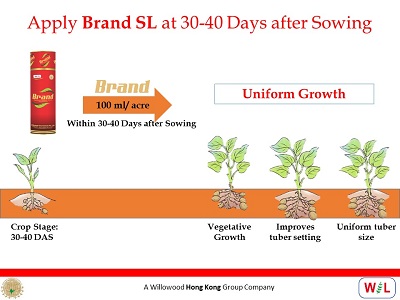 Apply Brand SL at 30-40 Days after Sowing
Brand
Brand
100 ml/ acre
Within 30-40 Days after Sowing
Uniform Growth
Crop Stage:
30-40 DAS
Vegetative
Growth
Improves
tuber setting
Uniform tuber
size
A Willowood Hong Kong Group Company
W L